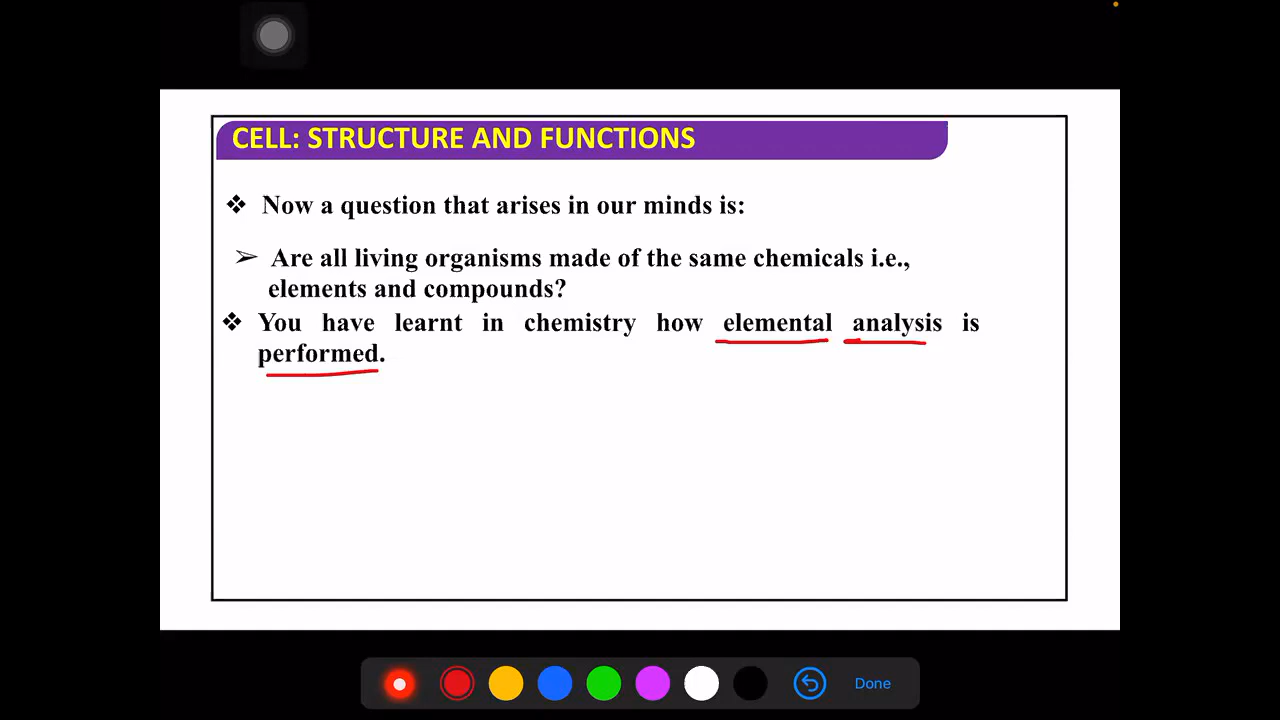 CELL: STRUCTURE AND FUNCTIONS
❖ Now a question that arises in our minds is:
➢ Are all living organisms made of the same chemicals i.e.,
elements and compounds?
❖ You have learnt in chemistry how elemental analysis is
performed.
Done